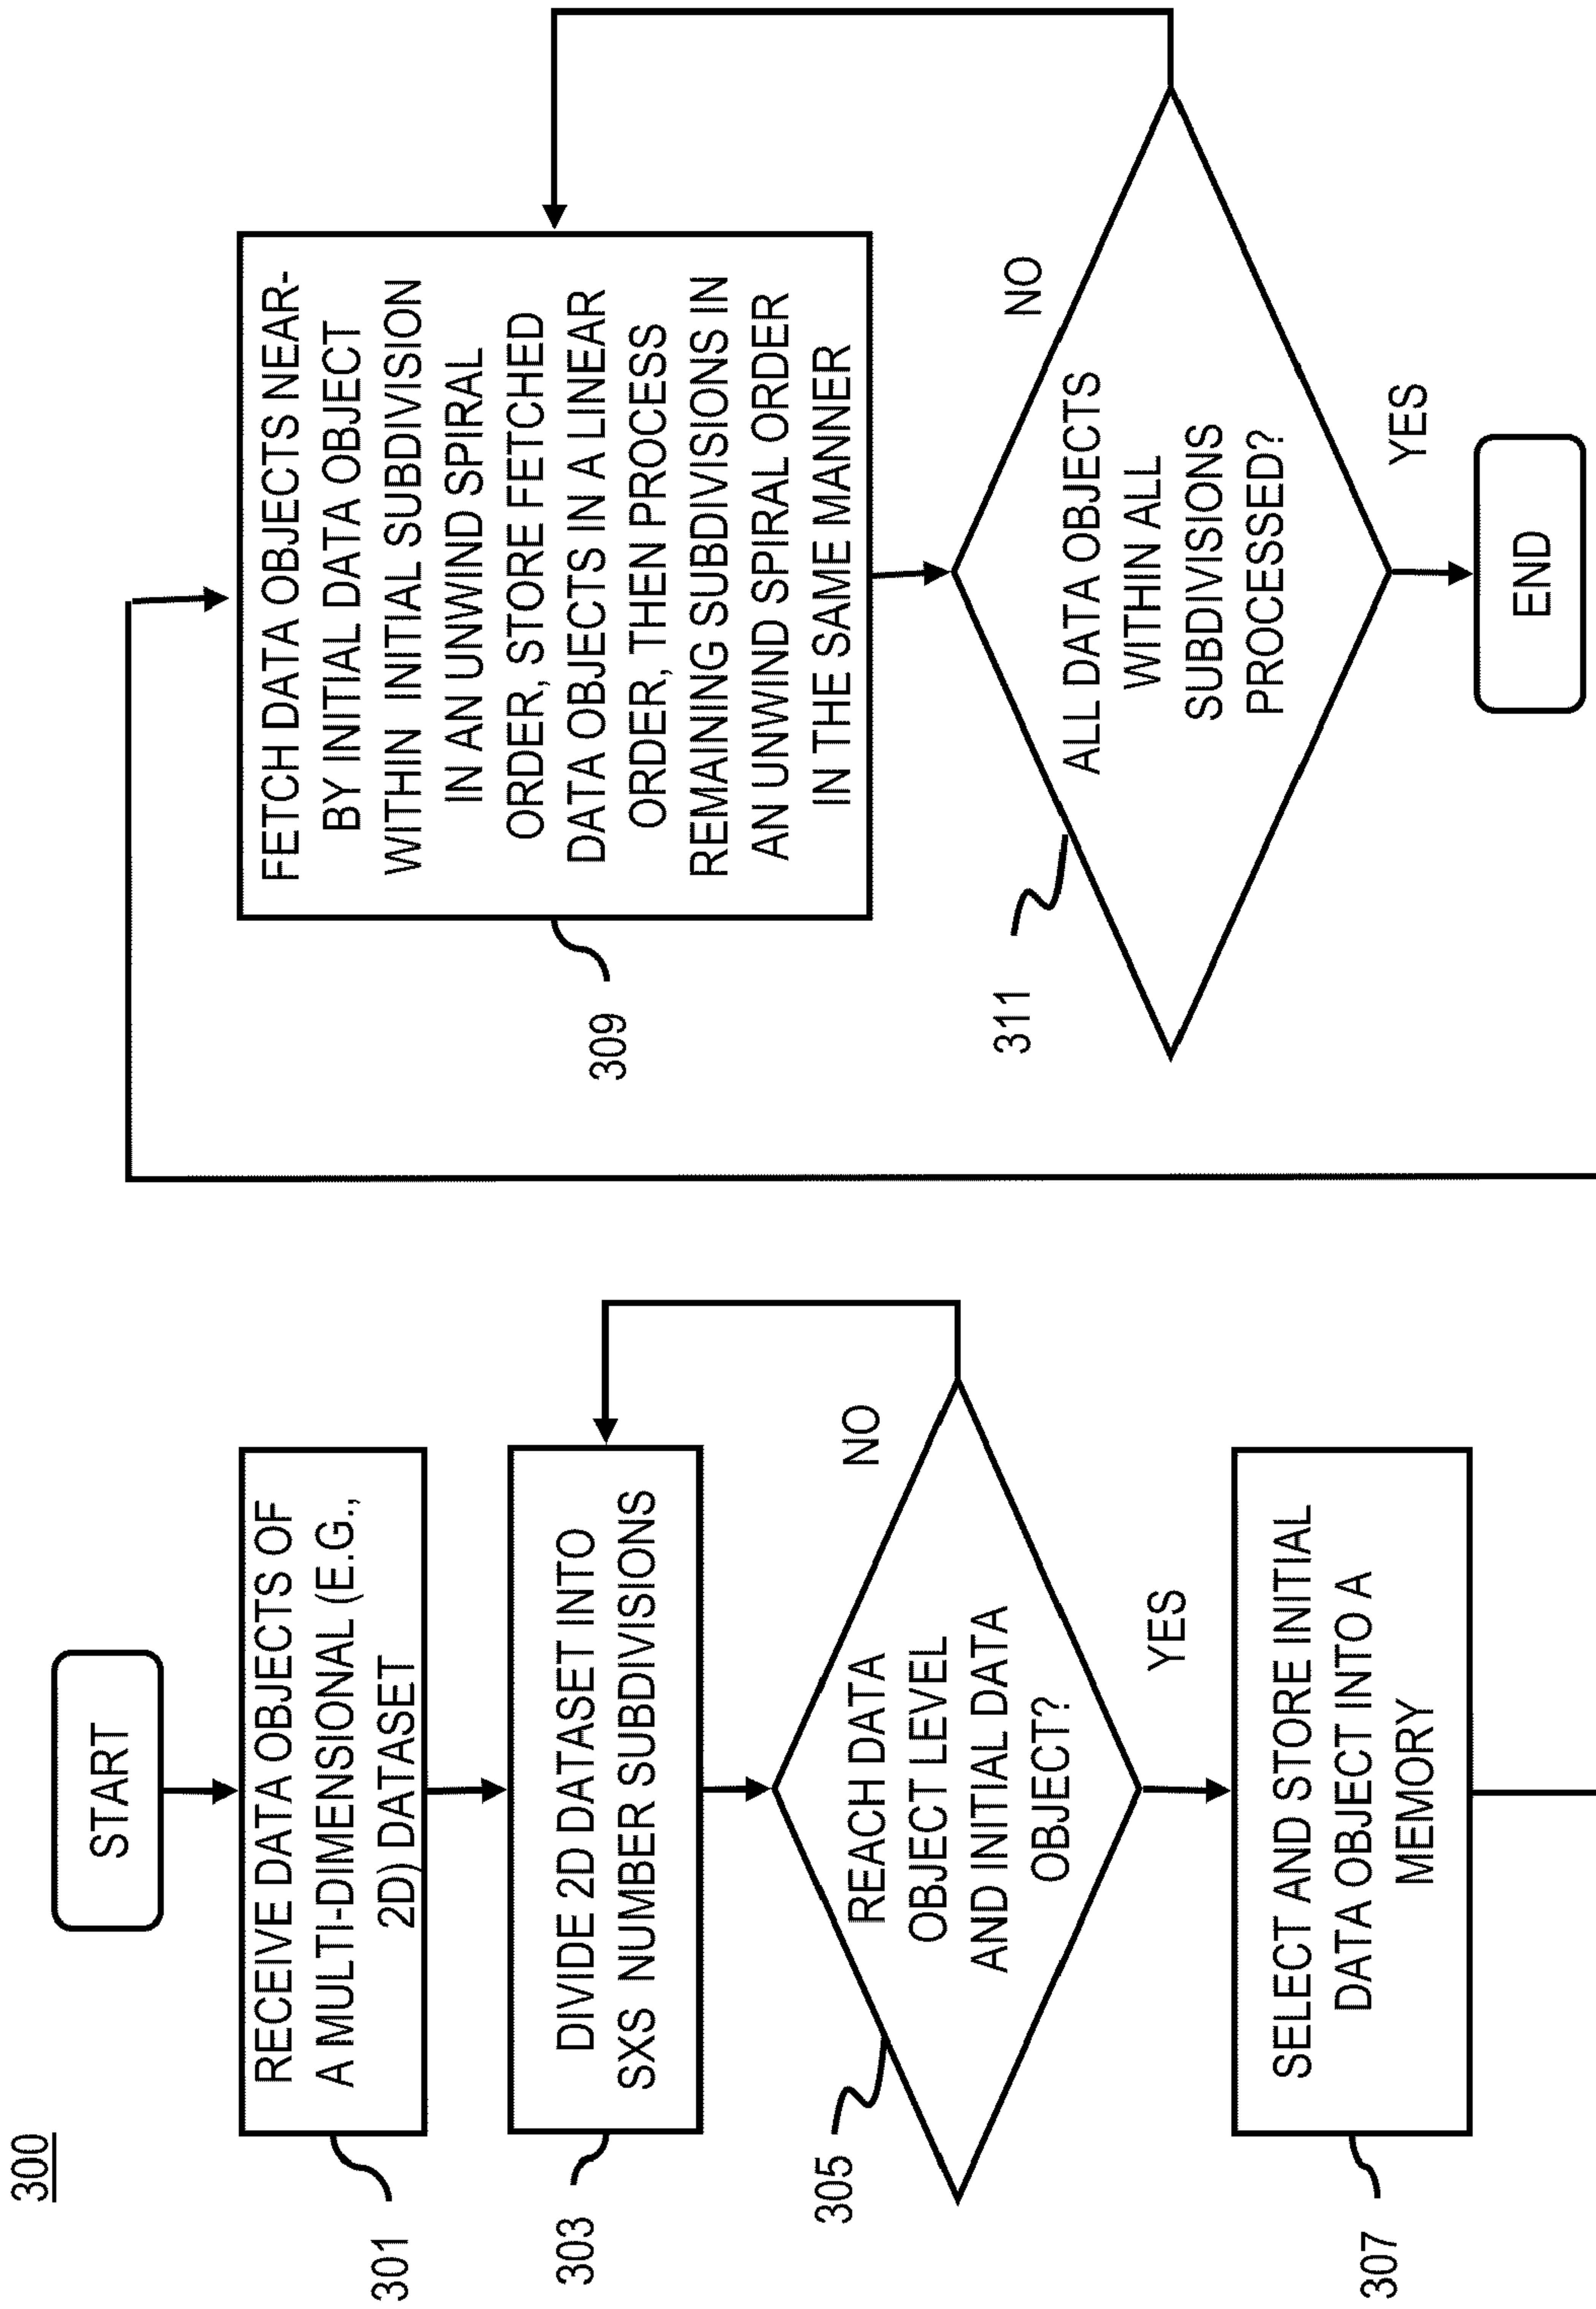 300
START
RECEIVE DATA OBJECTS OF
A MULTI-DIMENSIONAL (E.G.,
2D) DATASET
301
DIVIDE 2D DATASET INTO
SXS NUMBER SUBDIVISIONS
303
REACH DATA
OBJECT LEVEL
AND INITIAL DATA
OBJECT?
305
NO
YES
SELECT AND STORE INITIAL
DATA OBJECT INTO A
MEMORY
307
FETCH DATA OBJECTS NEAR-
BY INITIAL DATA OBJECT
WITHIN INITIAL SUBDIVISION
IN AN UNWIND SPIRAL
ORDER, STORE FETCHED
DATA OBJECTS IN A LINEAR
ORDER, THEN PROCESS
REMAINING SUBDIVISIONS IN
AN UNWIND SPIRAL ORDER
IN THE SAME MANNER
309
ALL DATA OBJECTS
WITHIN ALL
SUBDIVISIONS
PROCESSED?
311
NO
YES
END